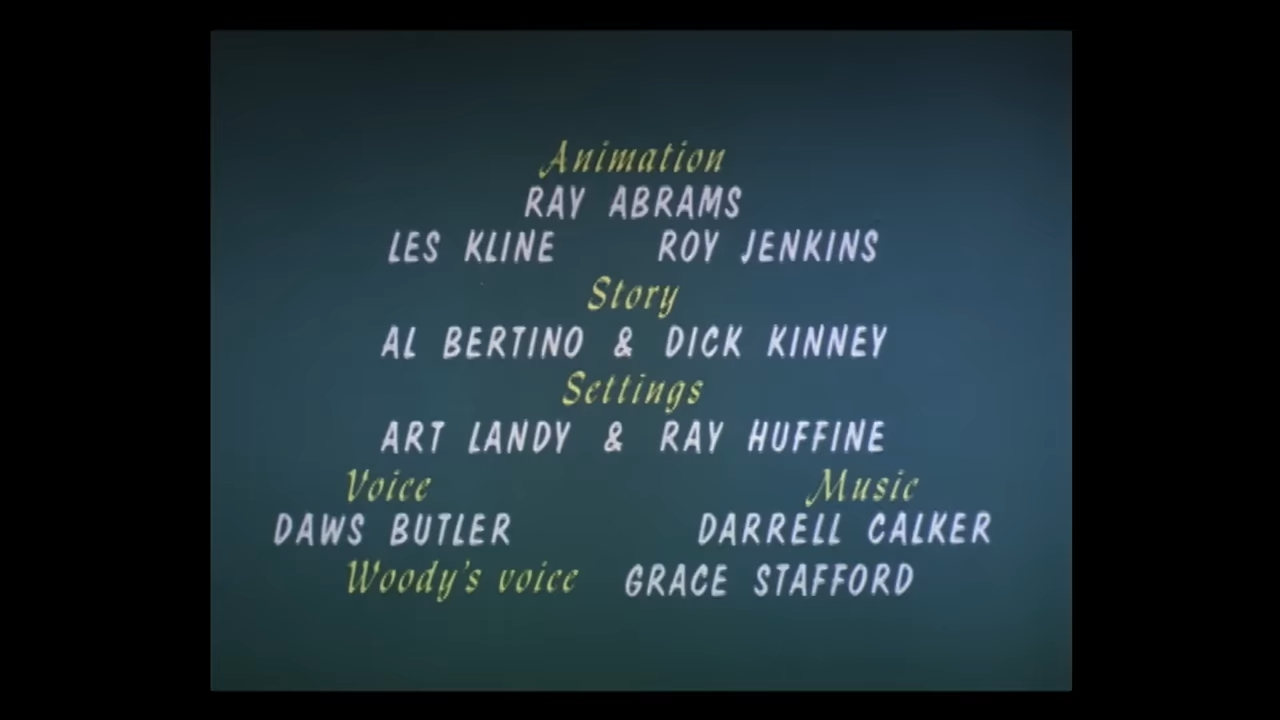 Animation
RAY ABRAMS
LES KLINE ROY JENKINS
Story
AL BERTINO & DICK KINNEY
Settings
ART LANDY & RAY HUFFINE
Voice Music
DAWS BUTLER DARRELL CALKER
Woody's voice GRACE STAFFORD